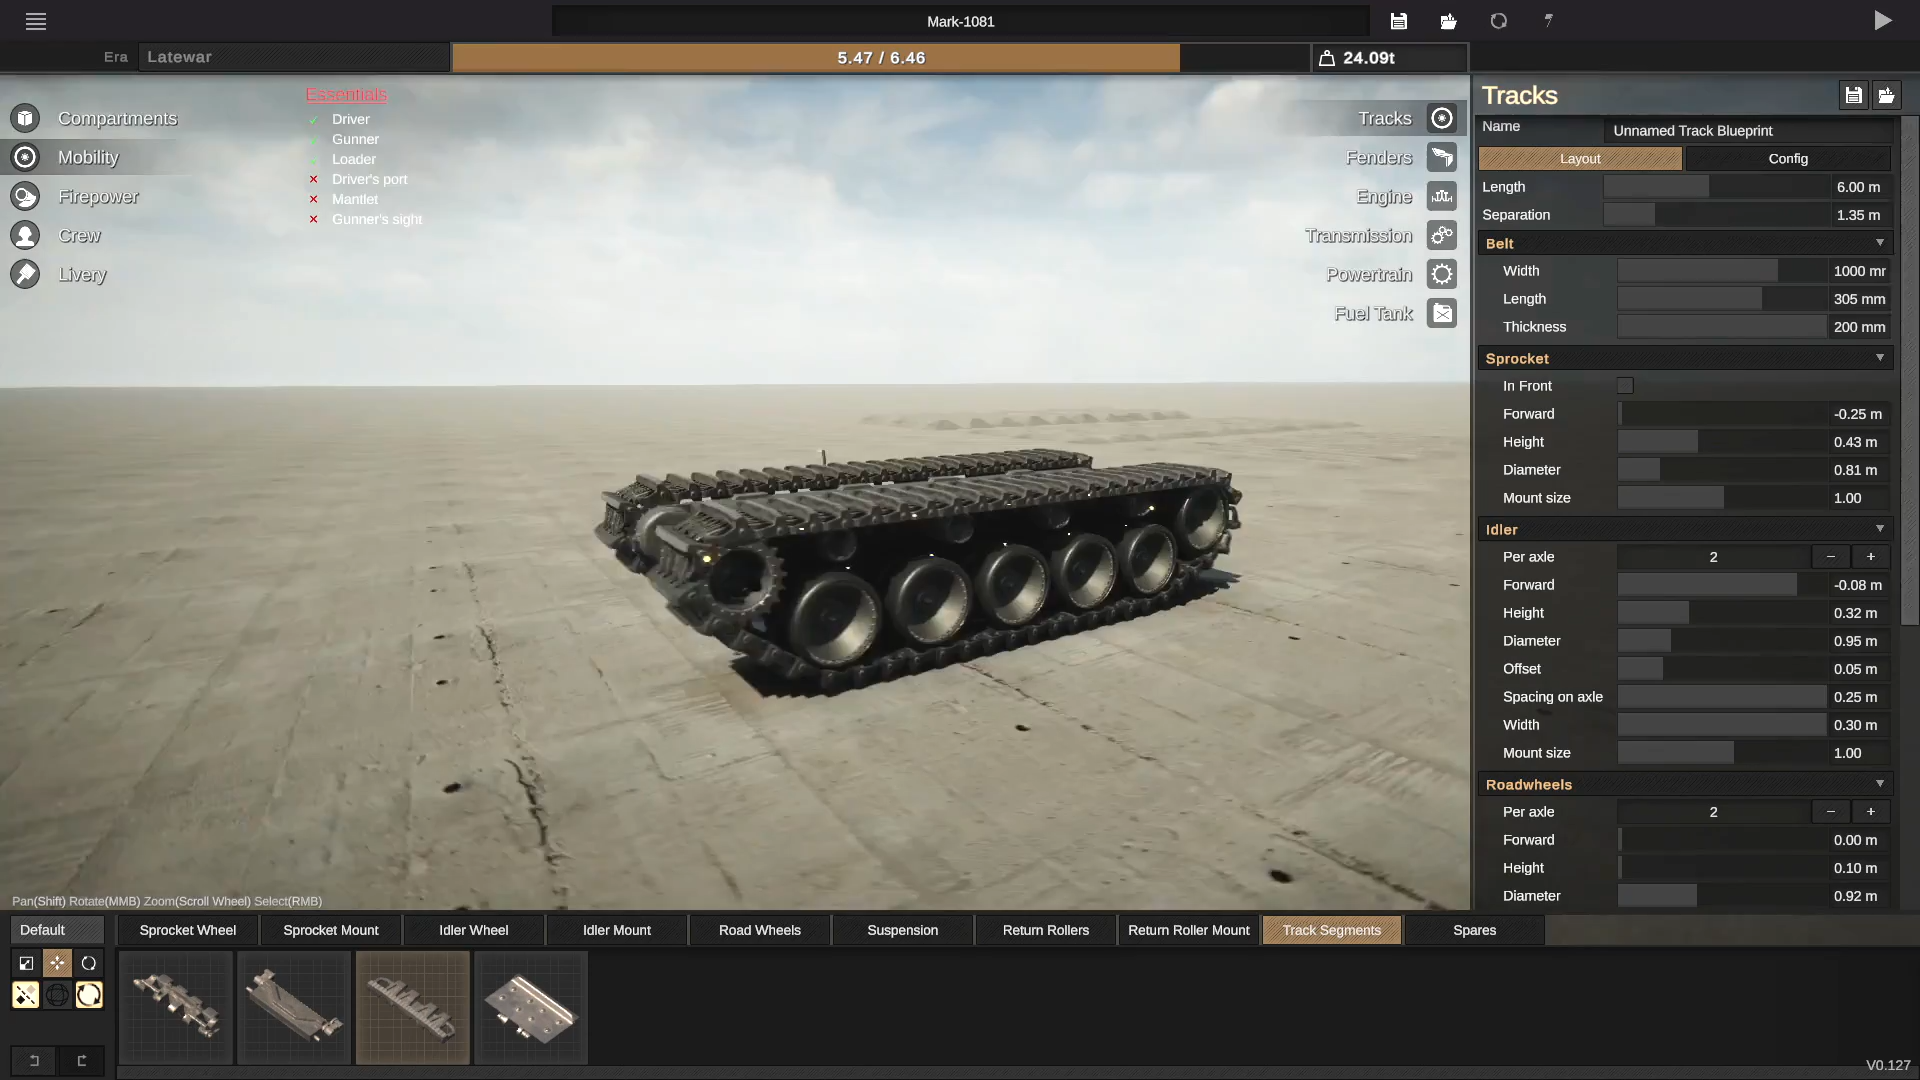 Mark-1081
Era
Latewar
5.47 / 6.46
24.09t
Compartments
Mobility
Firepower
Crew
Livery
Essentials
Driver
Gunner
Loader
Driver's port
Mantlet
Gunner's sight
Tracks
Fenders
Engine
Transmission
Powertrain
Fuel Tank
Tracks
Name Unnamed Track Blueprint
Layout Config
Length 6.00 m
Separation 1.35 m
Belt
Width 1000 mr
Length 305 mm
Thickness 200 mm
Sprocket
In Front
Forward -0.25 m
Height 0.43 m
Diameter 0.81 m
Mount size 1.00
Idler
Per axle 2 − +
Forward -0.08 m
Height 0.32 m
Diameter 0.95 m
Offset 0.05 m
Spacing on axle 0.25 m
Width 0.30 m
Mount size 1.00
Roadwheels
Per axle 2 − +
Forward 0.00 m
Height 0.10 m
Diameter 0.92 m
Pan(Shift) Rotate(MMB) Zoom(Scroll Wheel) Select(RMB)
Default Sprocket Wheel Sprocket Mount Idler Wheel Idler Mount Road Wheels Suspension Return Rollers Return Roller Mount Track Segments Spares
V0.127